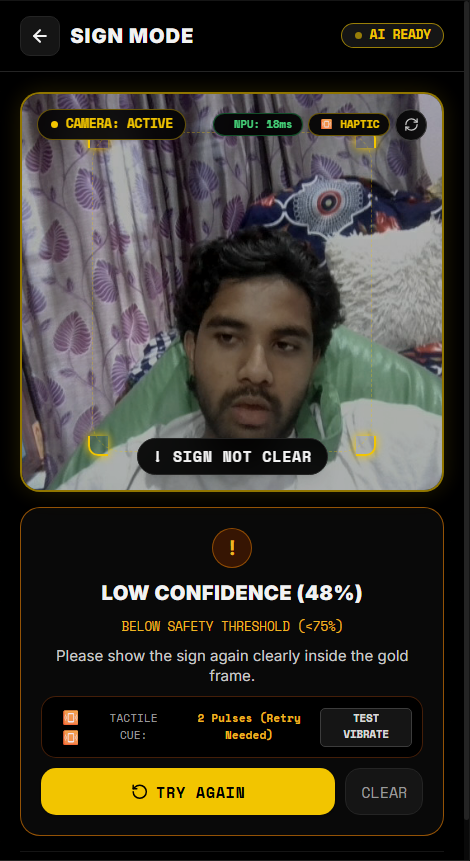 SIGN MODE
AI READY
CAMERA: ACTIVE
NPU: 18ms
HAPTIC
! SIGN NOT CLEAR
!
LOW CONFIDENCE (48%)
BELOW SAFETY THRESHOLD (<75%)
Please show the sign again clearly inside the gold
frame.
TACTILE
CUE:
2 Pulses (Retry
Needed)
TEST
VIBRATE
TRY AGAIN
CLEAR